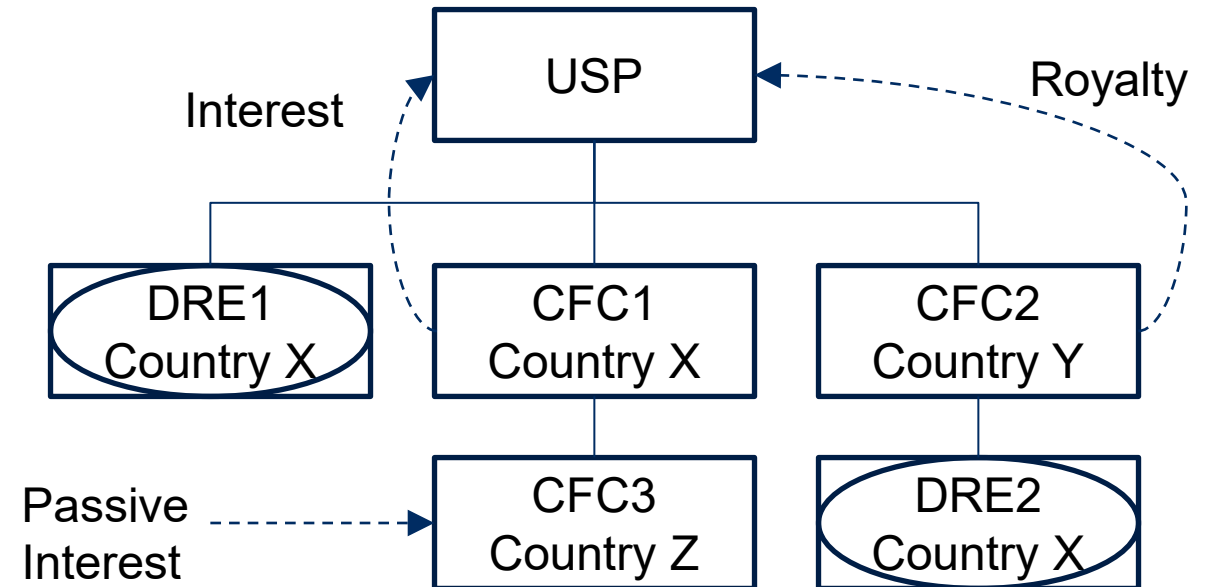 USP
Interest
Royalty
DRE1
Country X
CFC1
Country X
CFC2
Country Y
Passive
Interest
CFC3
Country Z
DRE2
Country X